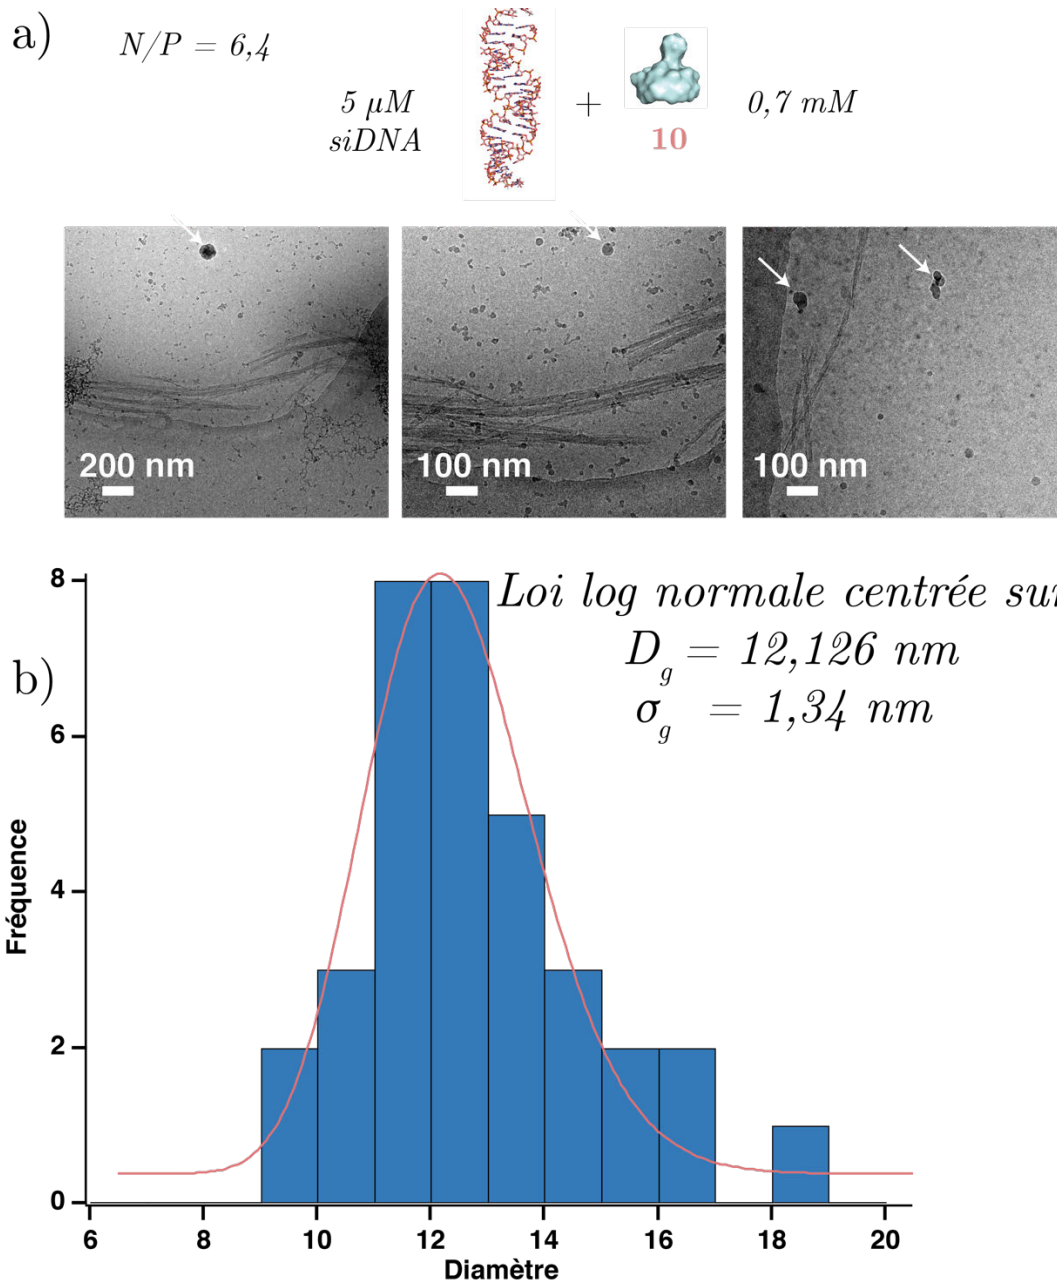 a)
N/P = 6,4
5 µM
siDNA
+
10
0,7 mM
200 nm
100 nm
100 nm
b)
Loi log normale centrée sur
D_g = 12,126 nm
σ_g = 1,34 nm
Fréquence
8
6
4
2
0
6 8 10 12 14 16 18 20
Diamètre